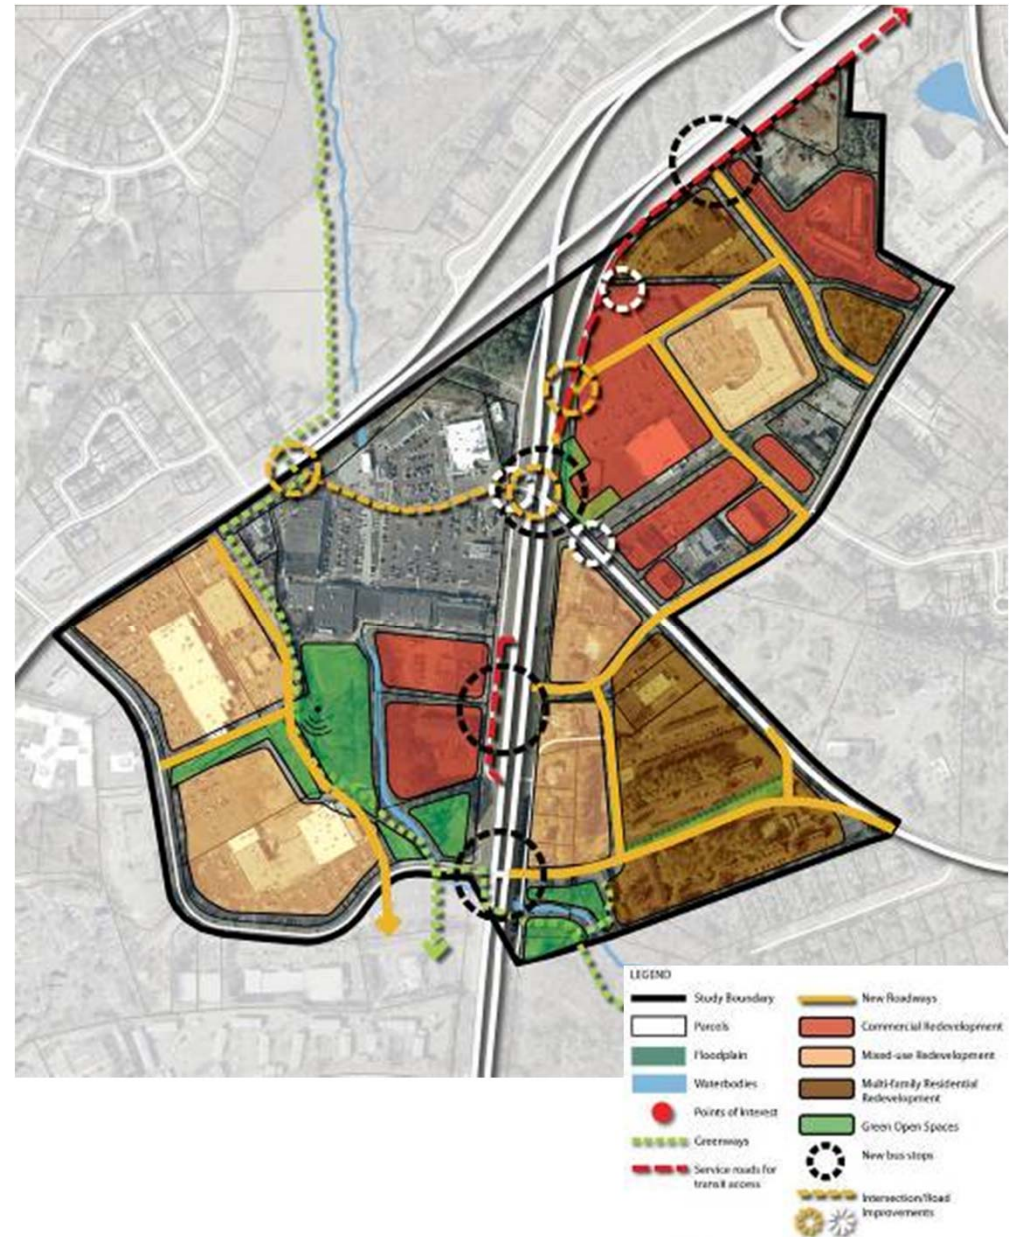 LEGEND
Study Boundary
Parcels
Floodplain
Waterbodies
Points of Interest
Greenways
Service roads for
transit access
New Roadways
Commercial Redevelopment
Mixed-use Redevelopment
Multi-family Residential
Redevelopment
Green Open Spaces
New bus stops
Intersection/Road
Improvements